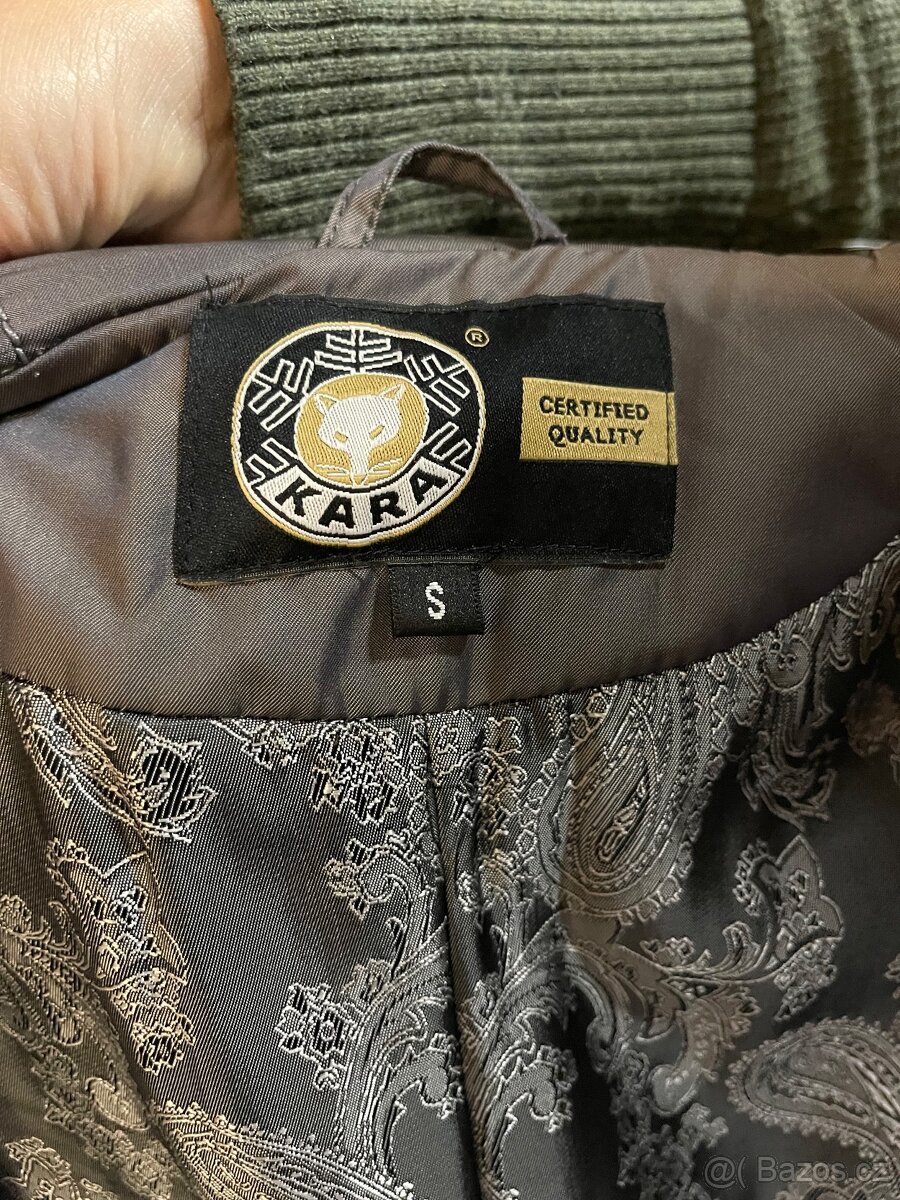 ®
KARA
CERTIFIED
QUALITY
S
@( Bazos.cz